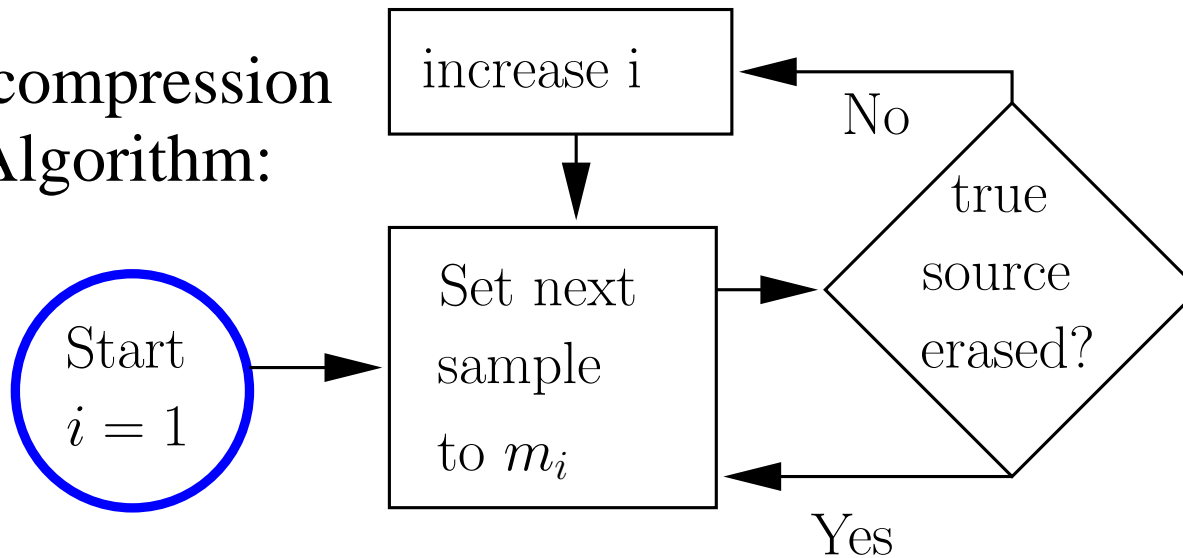 compression
Algorithm:
increase i
No
true
source
erased?
Set next
sample
to $m_i$
Start
$i = 1$
Yes